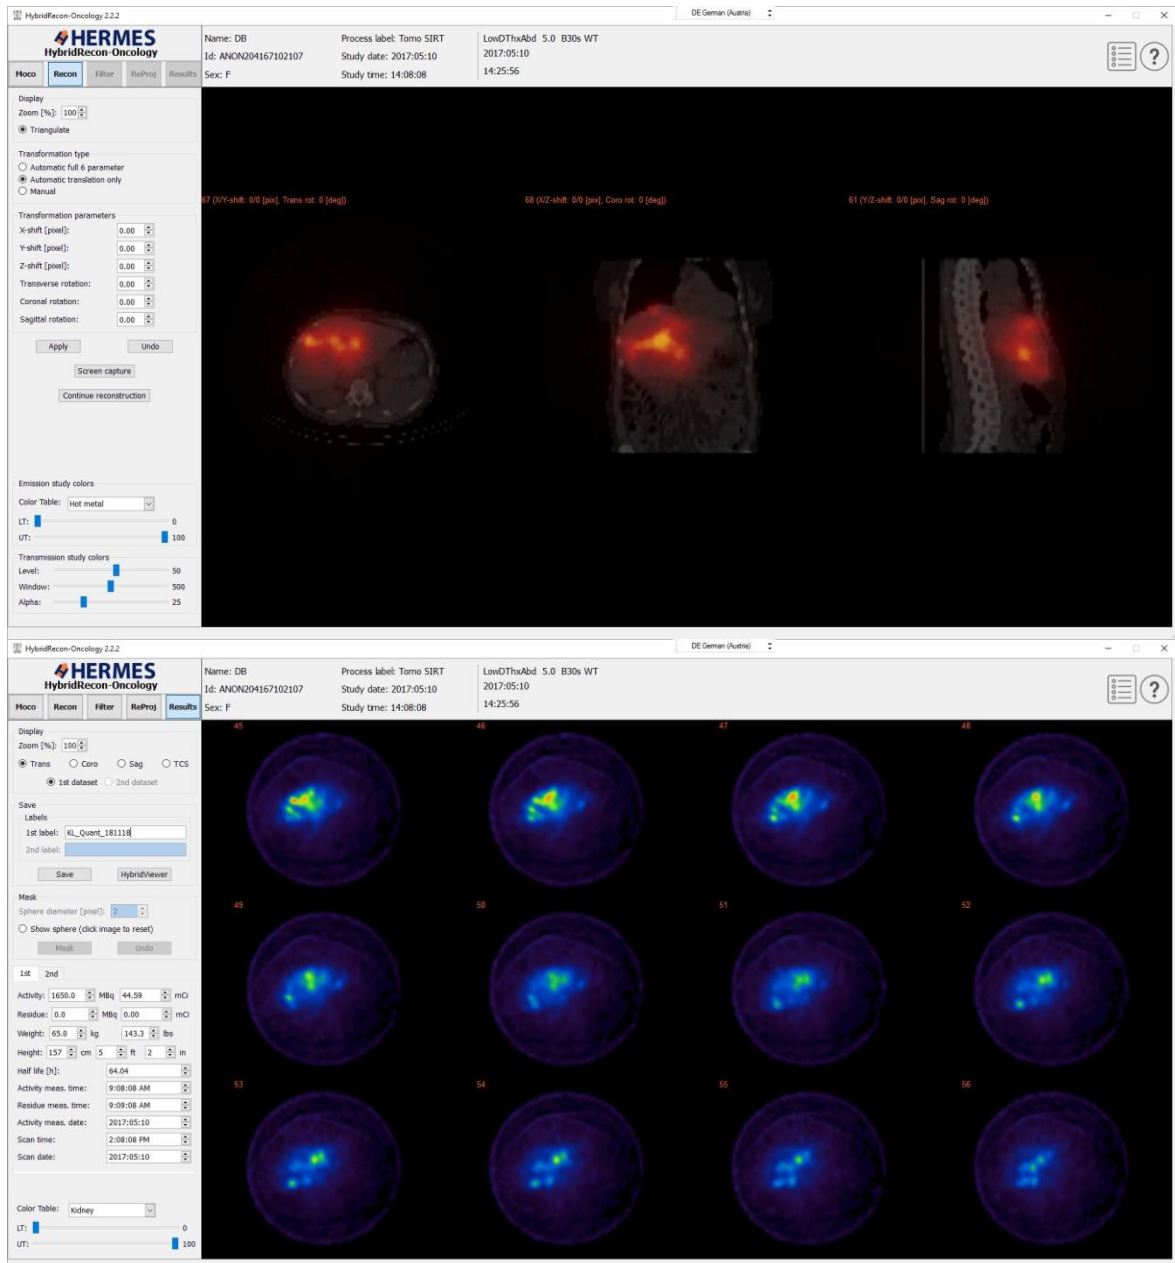 HybridRecon-Oncology 2.2.2
DE German (Austria)
HERMES
HybridRecon-Oncology
Moco Recon Filter ReProj Results
Name: DB
Id: ANON204167102107
Sex: F
Process label: Tomo SIRT
Study date: 2017:05:10
Study time: 14:08:08
LowDThxAbd 5.0 B30s WT
2017:05:10
14:25:56
?
Display
Zoom [%]: 100
Triangulate
Transformation type
Automatic full 6 parameter
Automatic translation only
Manual
Transformation parameters
X-shift [pixel]: 0.00
Y-shift [pixel]: 0.00
Z-shift [pixel]: 0.00
Transverse rotation: 0.00
Coronal rotation: 0.00
Sagittal rotation: 0.00
Apply Undo
Screen capture
Continue reconstruction
Emission study colors
Color Table: Hot metal
LT: 0
UT: 100
Transmission study colors
Level: 50
Window: 500
Alpha: 25
67 (X/Y-shift: 0/0 [pix], Trans rot: 0 [deg])
68 (X/Z-shift: 0/0 [pix], Coro rot: 0 [deg])
61 (Y/Z-shift: 0/0 [pix], Sag rot: 0 [deg])
HybridRecon-Oncology 2.2.2
DE German (Austria)
HERMES
HybridRecon-Oncology
Moco Recon Filter ReProj Results
Name: DB
Id: ANON204167102107
Sex: F
Process label: Tomo SIRT
Study date: 2017:05:10
Study time: 14:08:08
LowDThxAbd 5.0 B30s WT
2017:05:10
14:25:56
?
Display
Zoom [%]: 100
Trans Coro Sag TCS
1st dataset 2nd dataset
Save
Labels
1st label: KL_Quant_181118
2nd label:
Save HybridViewer
Mask
Sphere diameter [pixel]: 2
Show sphere (click image to reset)
Mask Undo
1st 2nd
Activity: 1650.0 MBq 44.59 mCi
Residue: 0.0 MBq 0.00 mCi
Weight: 65.0 kg 143.3 lbs
Height: 157 cm 5 ft 2 in
Half life [h]: 64.04
Activity meas. time: 9:08:08 AM
Residue meas. time: 9:09:08 AM
Activity meas. date: 2017:05:10
Scan time: 2:08:08 PM
Scan date: 2017:05:10
Color Table: Kidney
LT: 0
UT: 100
45 46 47 48
49 50 51 52
53 54 55 56